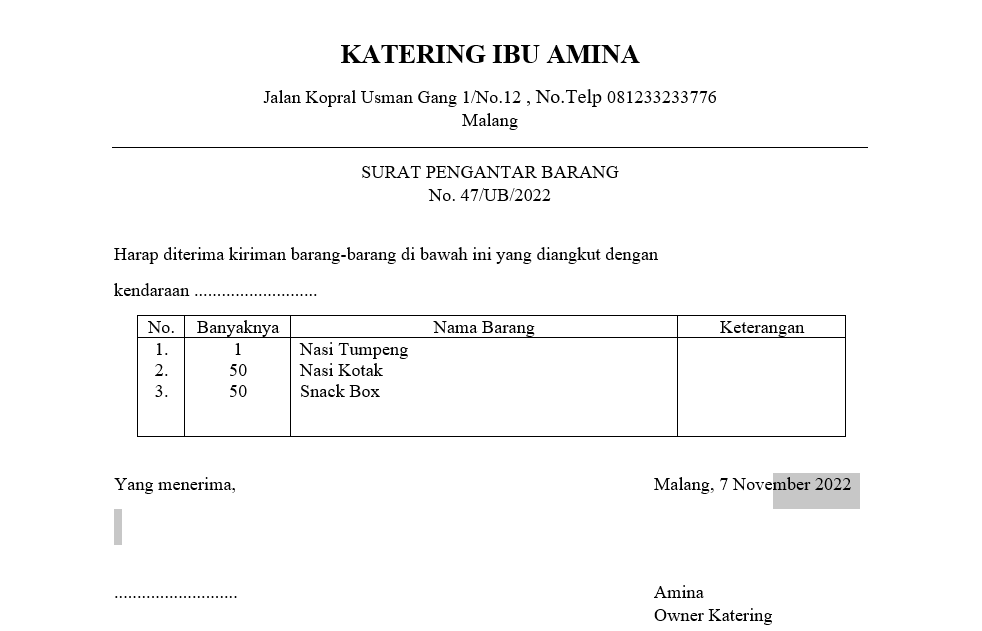 KATERING IBU AMINA
Jalan Kopral Usman Gang 1/No.12 , No.Telp 081233233776
Malang
SURAT PENGANTAR BARANG
No. 47/UB/2022
Harap diterima kiriman barang-barang di bawah ini yang diangkut dengan
kendaraan ...........................
No. Banyaknya Nama Barang Keterangan
1. 1 Nasi Tumpeng
2. 50 Nasi Kotak
3. 50 Snack Box
Yang menerima, Malang, 7 November 2022
........................... Amina
Owner Katering